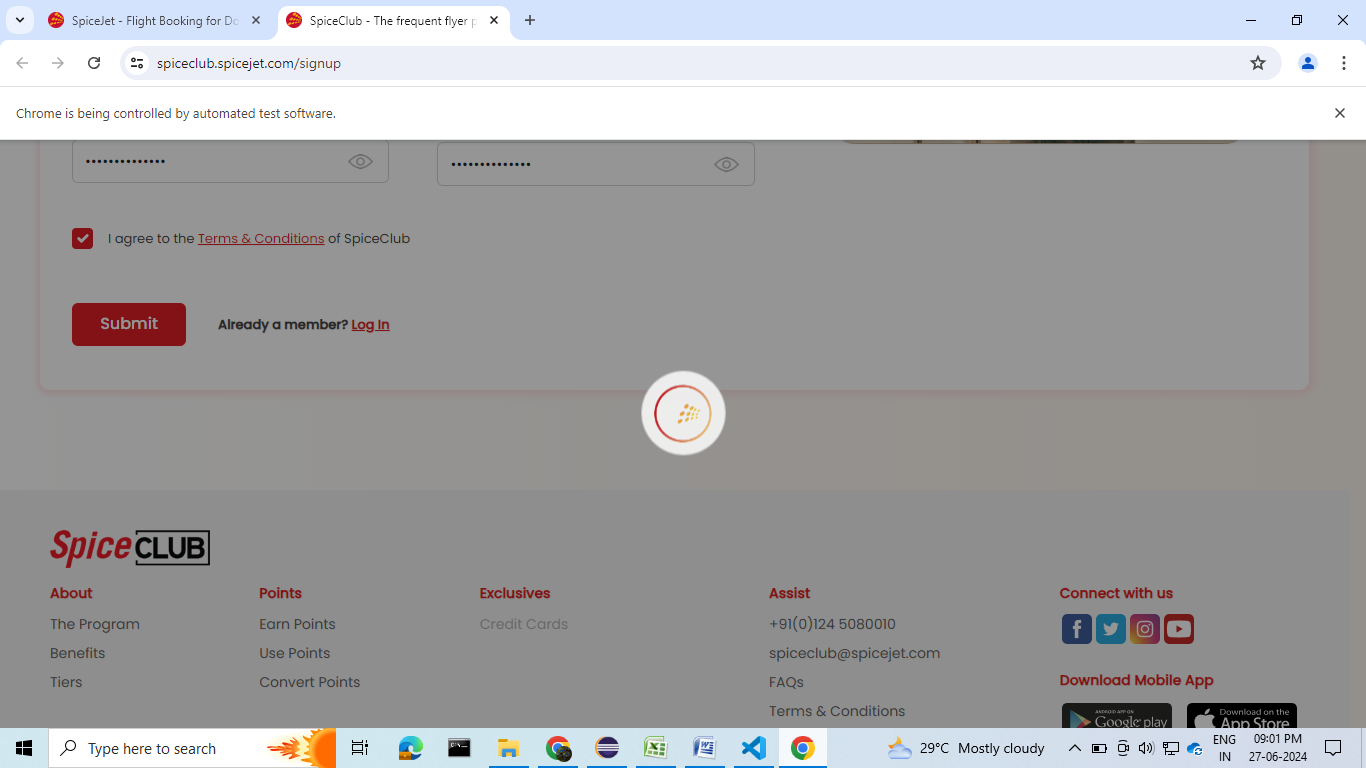 SpiceJet - Flight Booking for Do
SpiceClub - The frequent flyer p
spiceclub.spicejet.com/signup
Chrome is being controlled by automated test software.
••••••••••••••
••••••••••••••
I agree to the Terms & Conditions of SpiceClub
Submit
Already a member? Log In
Spice CLUB
About
The Program
Benefits
Tiers
Points
Earn Points
Use Points
Convert Points
Exclusives
Credit Cards
Assist
+91(0)124 5080010
spiceclub@spicejet.com
FAQs
Terms & Conditions
Connect with us
Download Mobile App
ANDROID APP ON
Google play
Download on the
App Store
Type here to search
29°C Mostly cloudy
ENG
IN
09:01 PM
27-06-2024